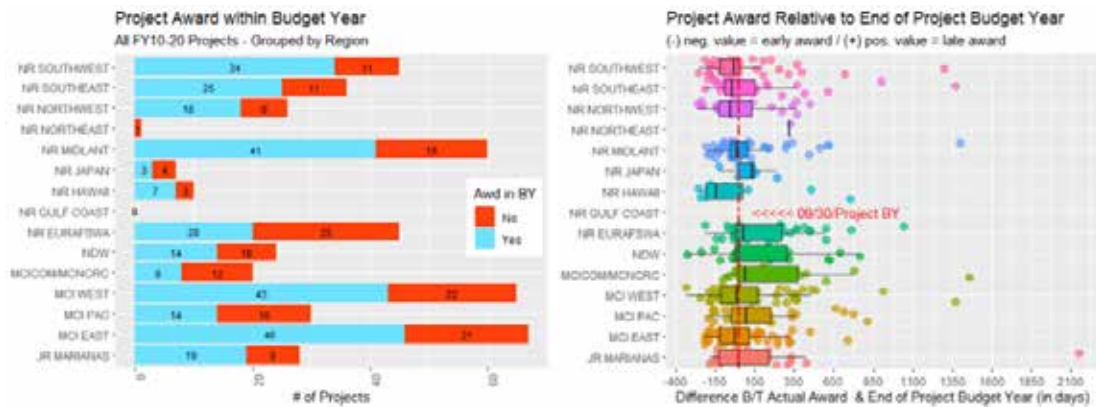 Project Award within Budget Year
All FY10-20 Projects - Grouped by Region
NR SOUTHWEST 34 11
NR SOUTHEAST 25 11
NR NORTHWEST 18 8
NR NORTHEAST 1
NR MIDLANT 41 19
NR JAPAN 3 4
NR HAWAII 7 3
NR GULF COAST 0
NR EURAFSWA 20 25
NDW 14 10
MCICOM/MCNCRC 8 12
MCI WEST 43 22
MCI PAC 14 16
MCI EAST 46 21
JR MARIANAS 19 9
0 20 40 60
# of Projects
Awd in BY
No
Yes
Project Award Relative to End of Project Budget Year
(-) neg. value = early award / (+) pos. value = late award
NR SOUTHWEST
NR SOUTHEAST
NR NORTHWEST
NR NORTHEAST
NR MIDLANT
NR JAPAN
NR HAWAII
NR GULF COAST
<<<<< 09/30/Project BY
NR EURAFSWA
NDW
MCICOM/MCNCRC
MCI WEST
MCI PAC
MCI EAST
JR MARIANAS
-400 -150 100 350 600 850 1100 1350 1600 1850 2100
Difference B/T Actual Award & End of Project Budget Year (in days)